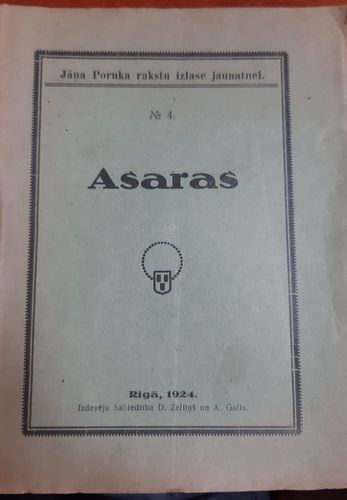 Jāņa Poruka rakstu izlase jaunatnei.
№ 4.
Asaras
Rīgā, 1924.
Izdevēju Sabiedrība D. Zeltiņš un A. Golts.